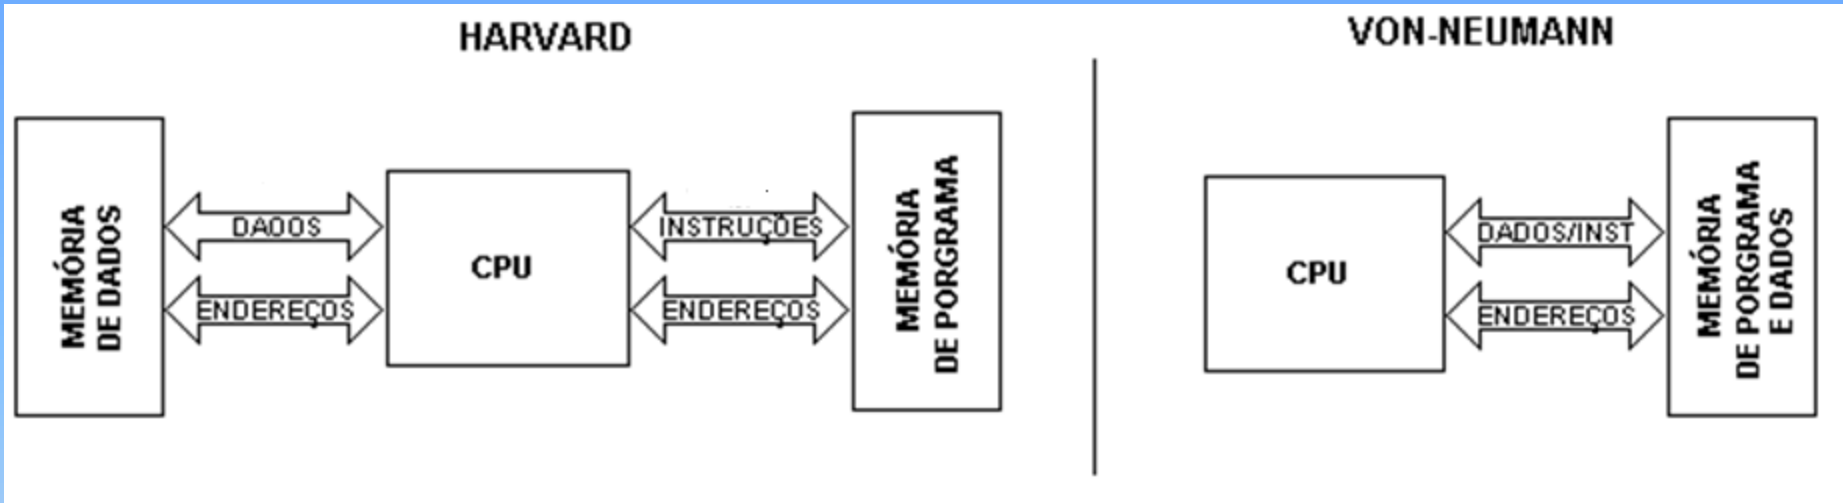 HARVARD
MEMÓRIA
DE DADOS
DADOS
ENDEREÇOS
CPU
INSTRUÇÕES
ENDEREÇOS
MEMÓRIA
DE PORGRAMA
VON-NEUMANN
CPU
DADOS/INST
ENDEREÇOS
MEMÓRIA
DE PORGRAMA
E DADOS